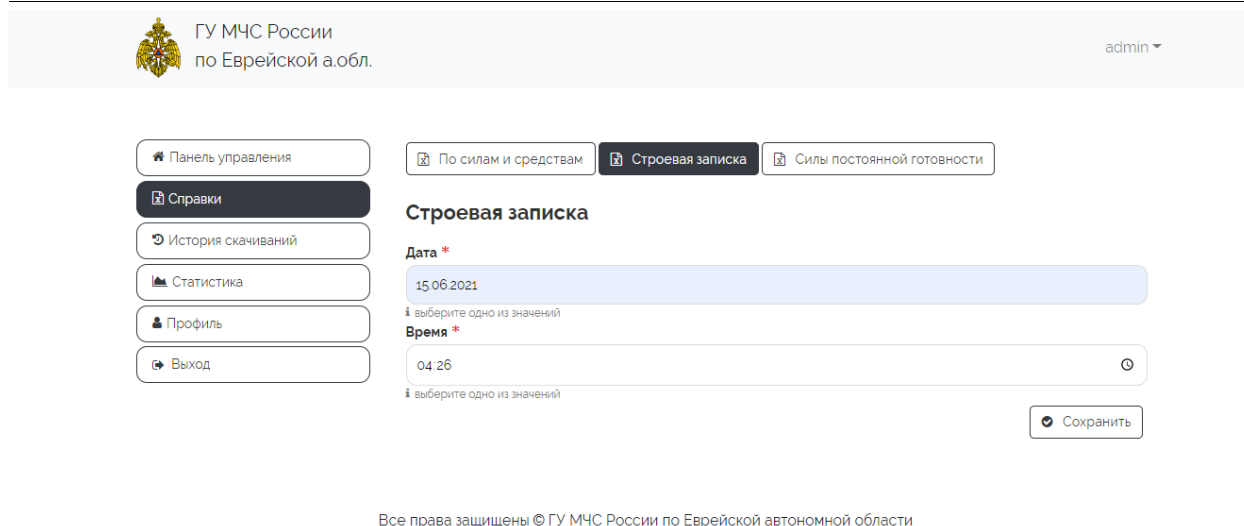 ГУ МЧС России
по Еврейской а.обл.
admin
Панель управления
Справки
История скачиваний
Статистика
Профиль
Выход
По силам и средствам
Строевая записка
Силы постоянной готовности
Строевая записка
Дата *
15.06.2021
выберите одно из значений
Время *
04:26
выберите одно из значений
Сохранить
Все права защищены © ГУ МЧС России по Еврейской автономной области